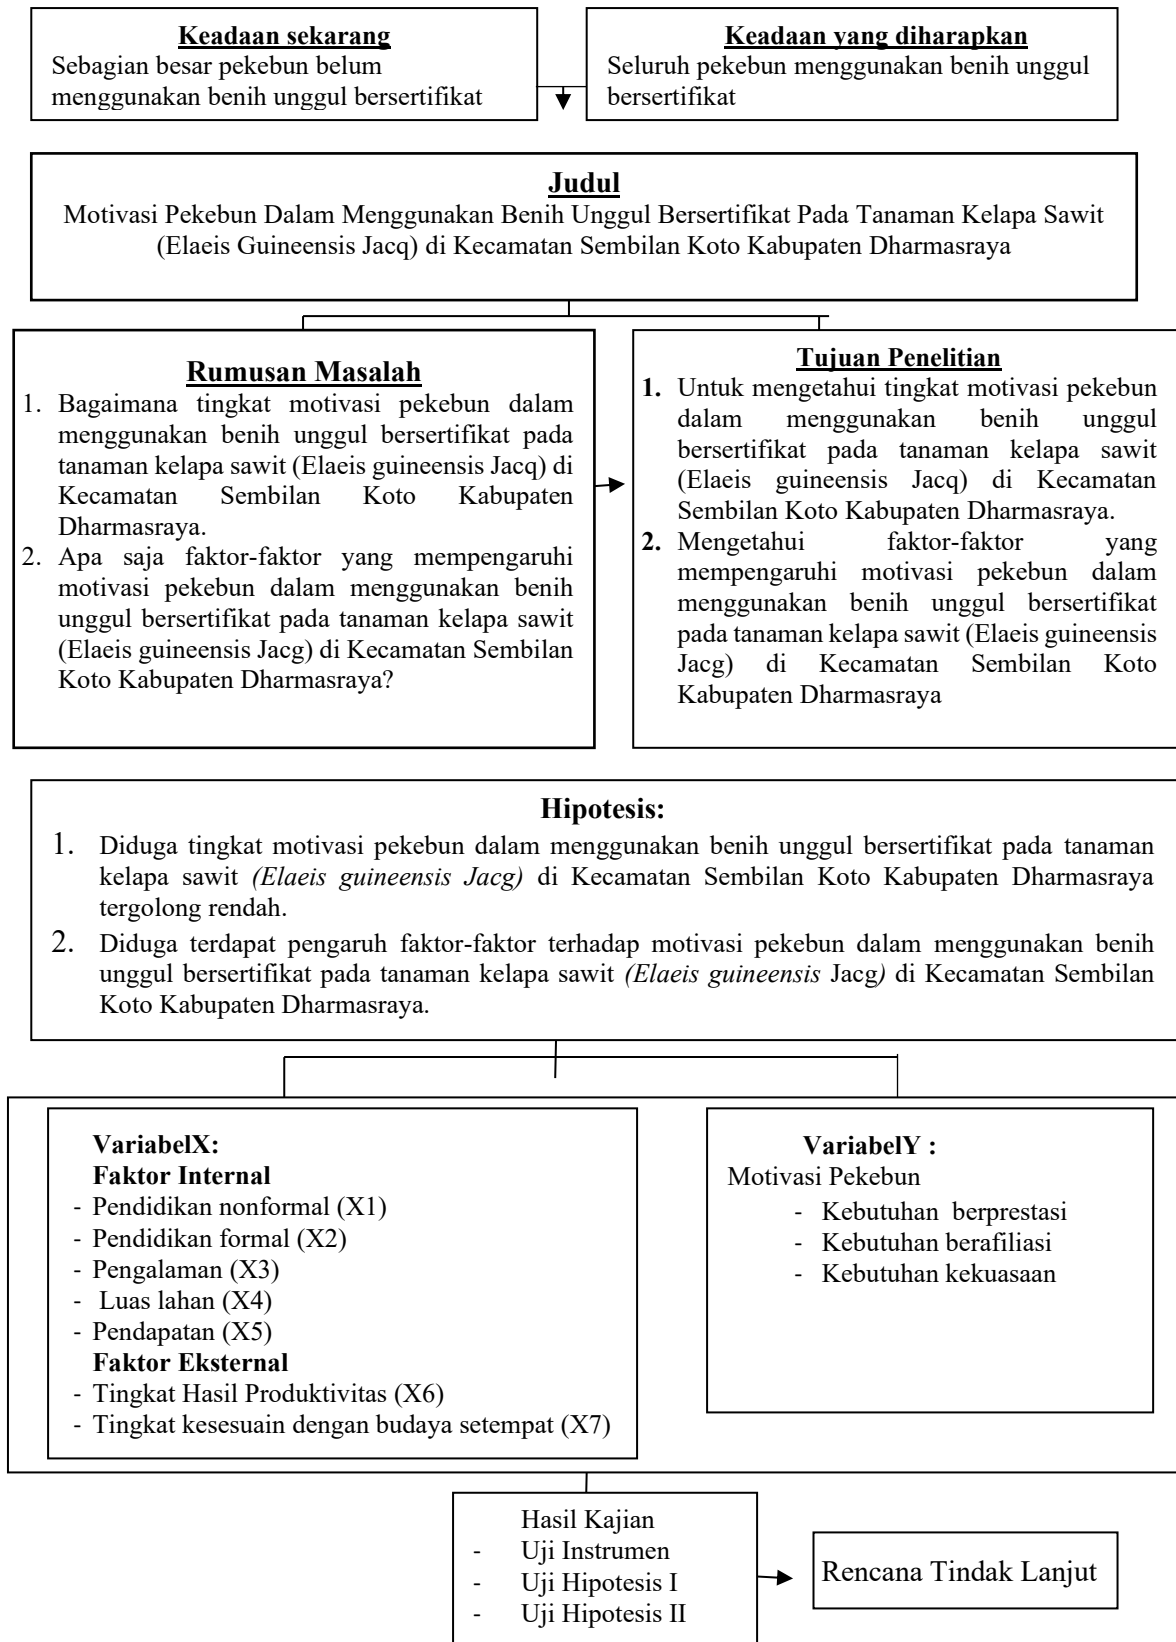 Keadaan sekarang
Sebagian besar pekebun belum
menggunakan benih unggul bersertifikat
Keadaan yang diharapkan
Seluruh pekebun menggunakan benih unggul
bersertifikat
Judul
Motivasi Pekebun Dalam Menggunakan Benih Unggul Bersertifikat Pada Tanaman Kelapa Sawit
(Elaeis Guineensis Jacq) di Kecamatan Sembilan Koto Kabupaten Dharmasraya
Rumusan Masalah
1. Bagaimana tingkat motivasi pekebun dalam
menggunakan benih unggul bersertifikat pada
tanaman kelapa sawit (Elaeis guineensis Jacq) di
Kecamatan Sembilan Koto Kabupaten
Dharmasraya.
2. Apa saja faktor-faktor yang mempengaruhi
motivasi pekebun dalam menggunakan benih
unggul bersertifikat pada tanaman kelapa sawit
(Elaeis guineensis Jacg) di Kecamatan Sembilan
Koto Kabupaten Dharmasraya?
Tujuan Penelitian
1. Untuk mengetahui tingkat motivasi pekebun
dalam menggunakan benih unggul
bersertifikat pada tanaman kelapa sawit
(Elaeis guineensis Jacq) di Kecamatan
Sembilan Koto Kabupaten Dharmasraya.
2. Mengetahui faktor-faktor yang
mempengaruhi motivasi pekebun dalam
menggunakan benih unggul bersertifikat
pada tanaman kelapa sawit (Elaeis guineensis
Jacg) di Kecamatan Sembilan Koto
Kabupaten Dharmasraya
Hipotesis:
1. Diduga tingkat motivasi pekebun dalam menggunakan benih unggul bersertifikat pada tanaman
kelapa sawit (Elaeis guineensis Jacg) di Kecamatan Sembilan Koto Kabupaten Dharmasraya
tergolong rendah.
2. Diduga terdapat pengaruh faktor-faktor terhadap motivasi pekebun dalam menggunakan benih
unggul bersertifikat pada tanaman kelapa sawit (Elaeis guineensis Jacg) di Kecamatan Sembilan
Koto Kabupaten Dharmasraya.
VariabelX:
Faktor Internal
- Pendidikan nonformal (X1)
- Pendidikan formal (X2)
- Pengalaman (X3)
- Luas lahan (X4)
- Pendapatan (X5)
Faktor Eksternal
- Tingkat Hasil Produktivitas (X6)
- Tingkat kesesuain dengan budaya setempat (X7)
VariabelY :
Motivasi Pekebun
- Kebutuhan berprestasi
- Kebutuhan berafiliasi
- Kebutuhan kekuasaan
Hasil Kajian
- Uji Instrumen
- Uji Hipotesis I
- Uji Hipotesis II
Rencana Tindak Lanjut